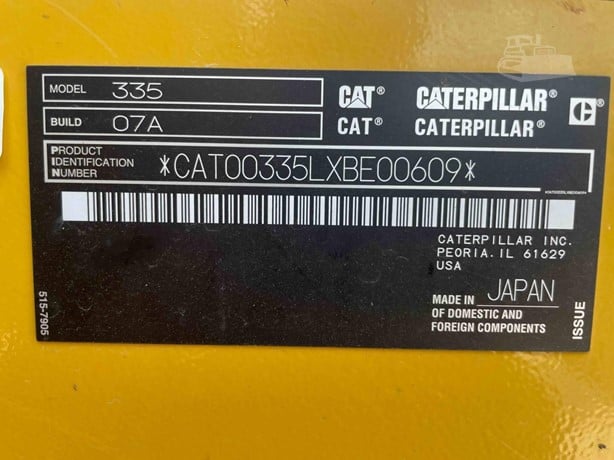 MODEL 335
BUILD 07A
CAT® CATERPILLAR® C®
CAT® CATERPILLAR®
PRODUCT
IDENTIFICATION
NUMBER
*CAT00335LXBE00609*
*CAT00335LXBE00609*
CATERPILLAR INC.
PEORIA. IL 61629
USA
MADE IN JAPAN
OF DOMESTIC AND
FOREIGN COMPONENTS
515-7905
ISSUE